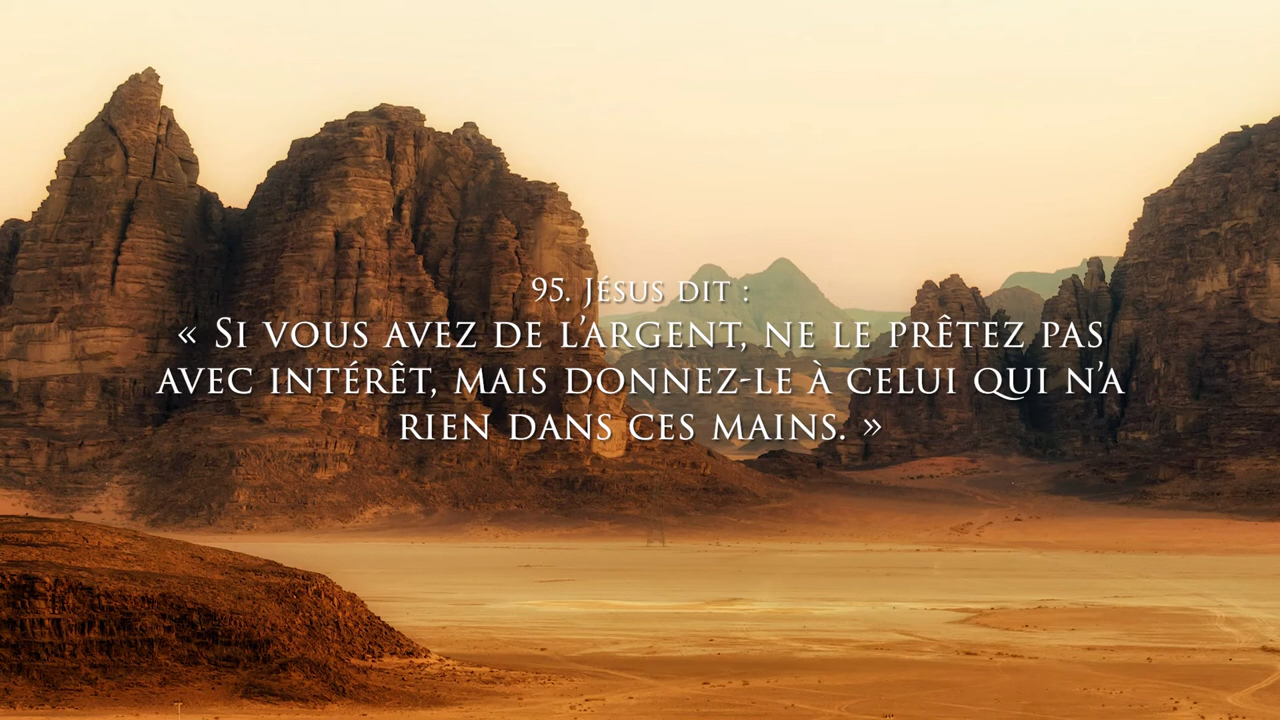 95. Jésus dit :
« Si vous avez de l’argent, ne le prêtez pas
avec intérêt, mais donnez-le à celui qui n’a
rien dans ces mains. »